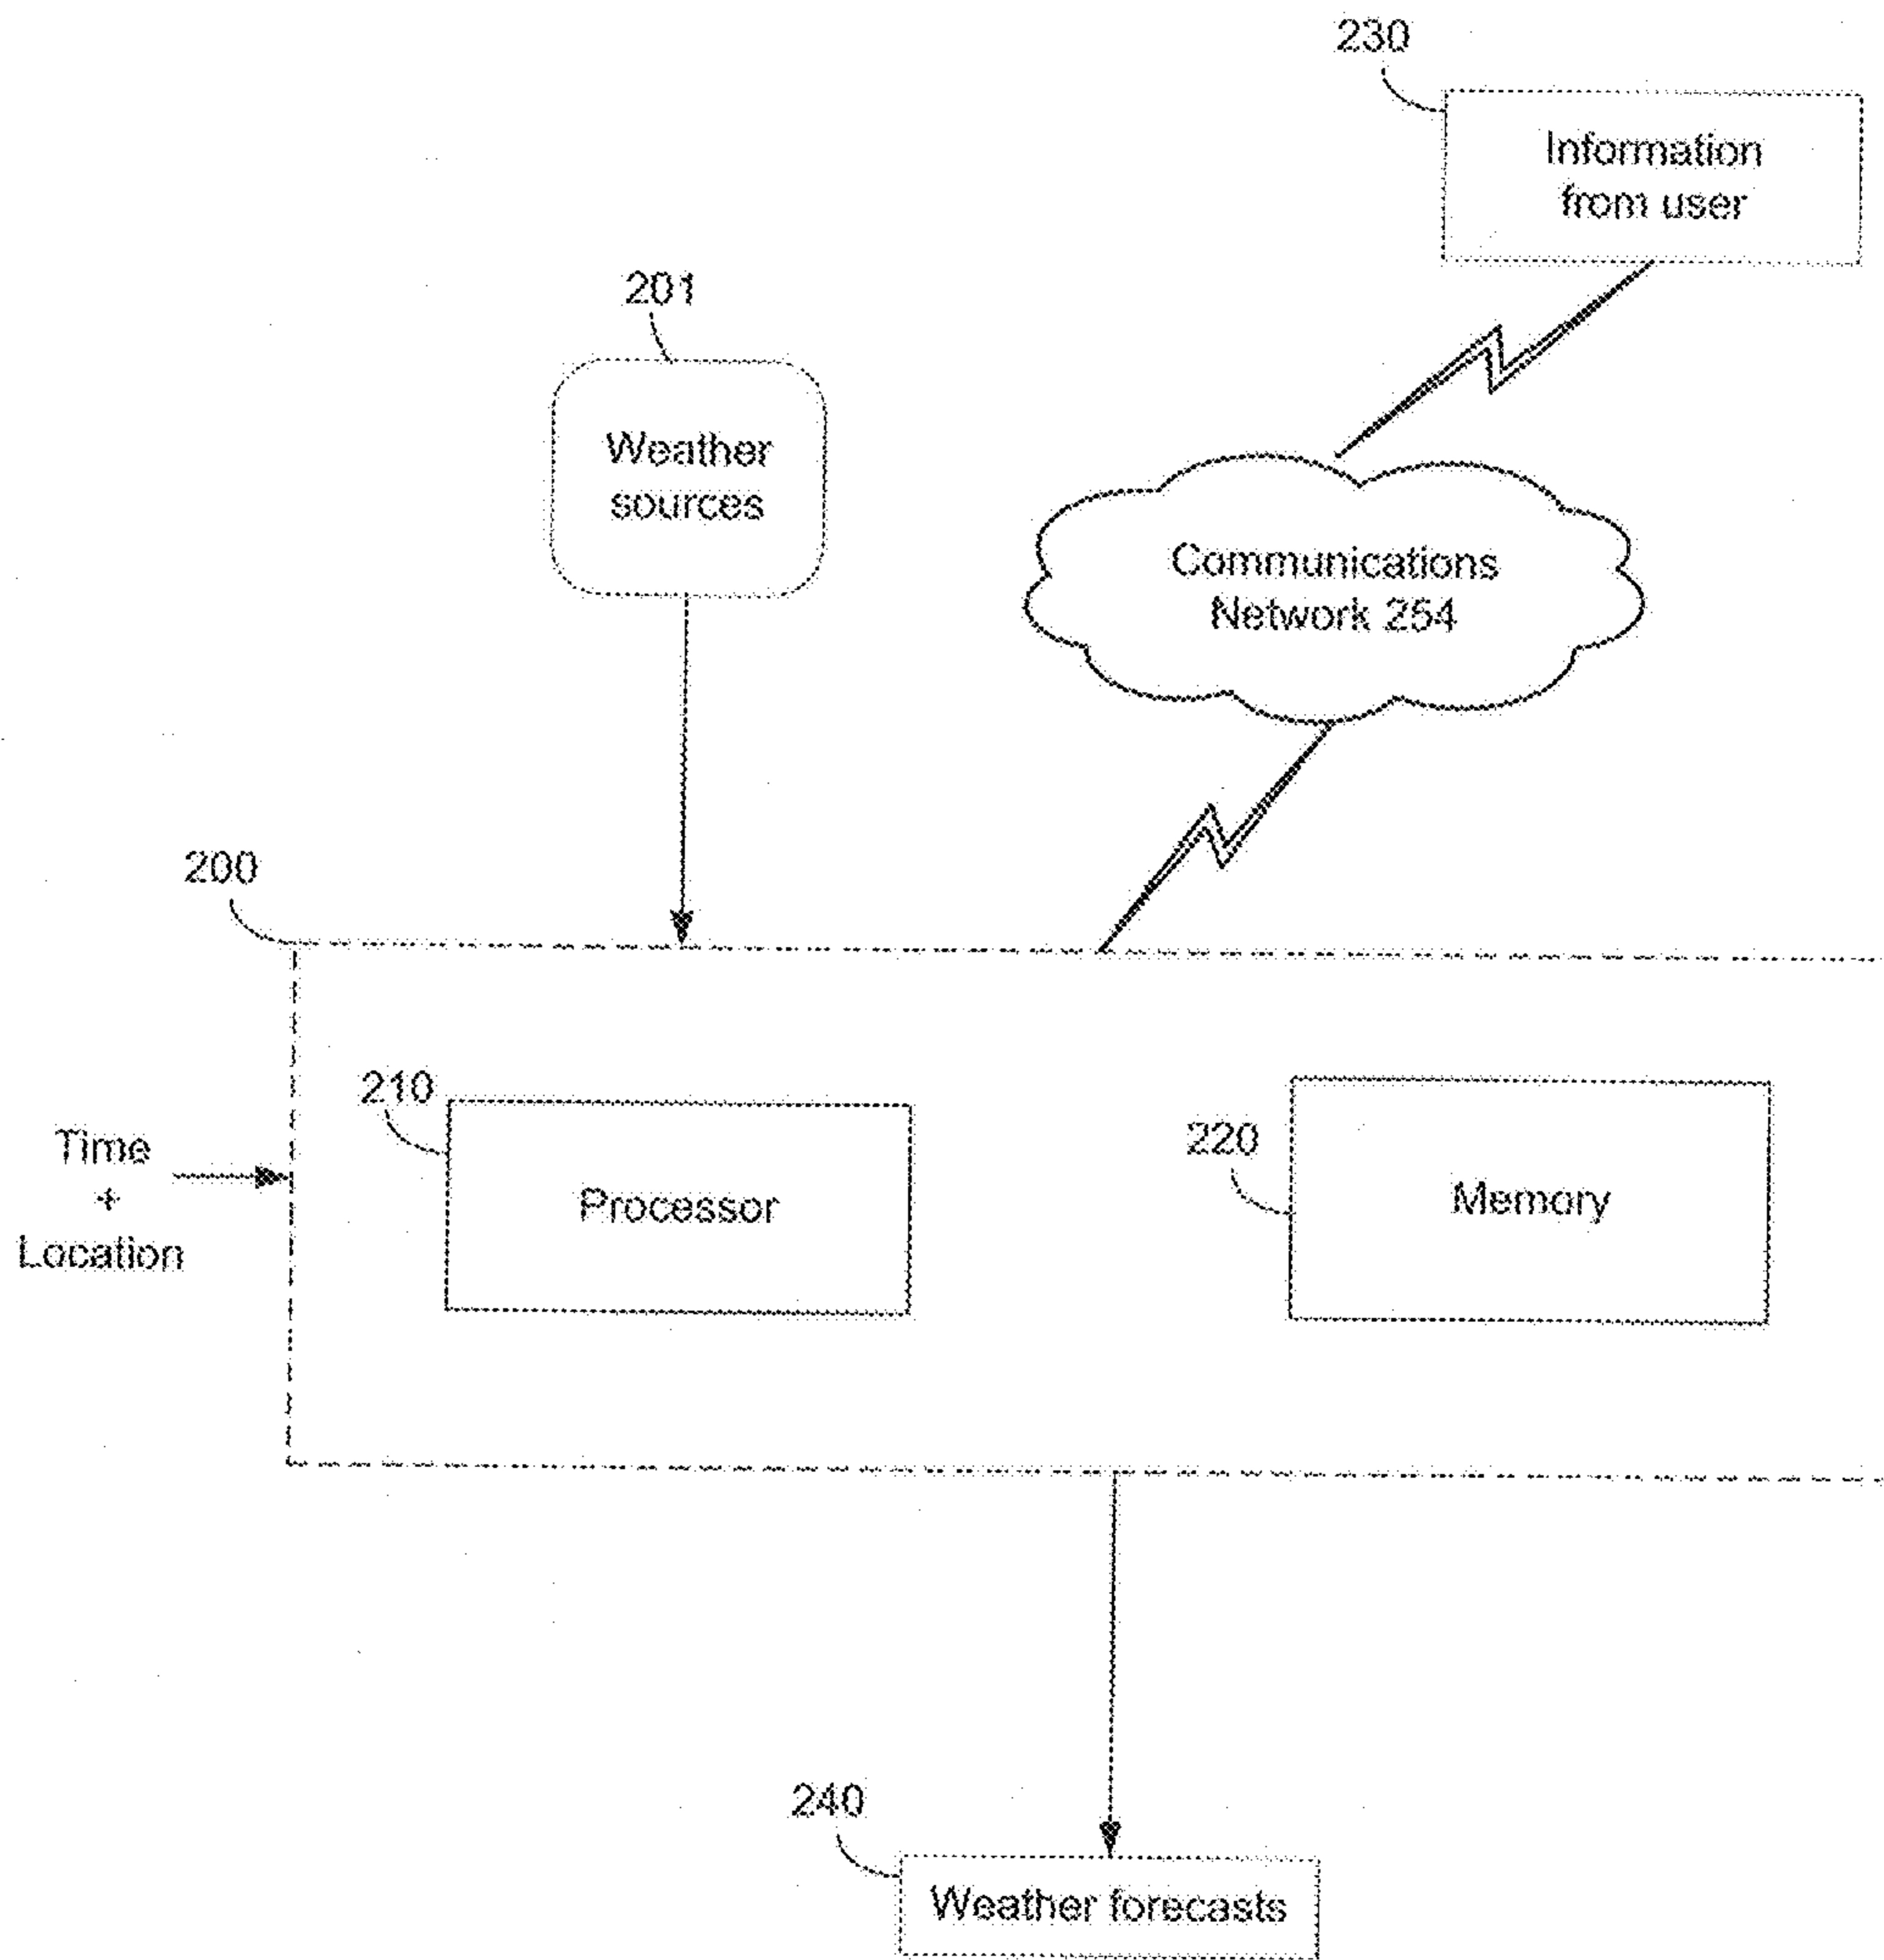 230
Information
from user
201
Weather
sources
Communications
Network 254
200
210
Processor
220
Memory
Time
+
Location
240
Weather forecasts